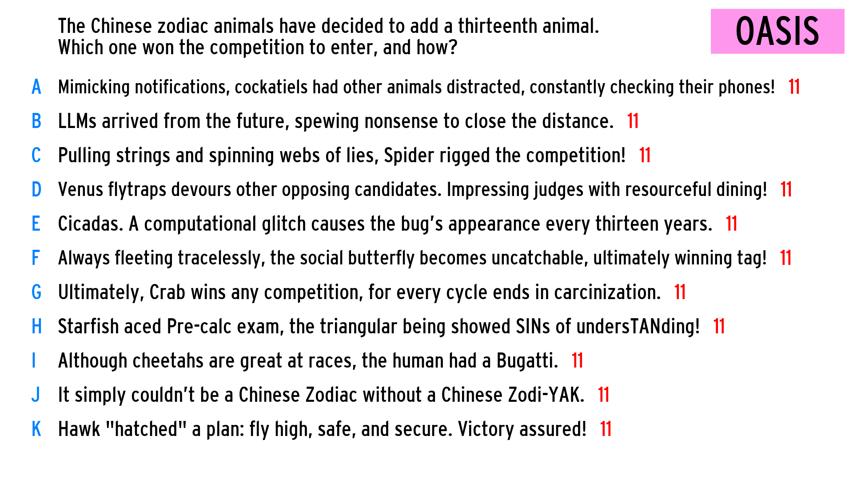 The Chinese zodiac animals have decided to add a thirteenth animal.
Which one won the competition to enter, and how?
OASIS
A Mimicking notifications, cockatiels had other animals distracted, constantly checking their phones! 11
B LLMs arrived from the future, spewing nonsense to close the distance. 11
C Pulling strings and spinning webs of lies, Spider rigged the competition! 11
D Venus flytraps devours other opposing candidates. Impressing judges with resourceful dining! 11
E Cicadas. A computational glitch causes the bug's appearance every thirteen years. 11
F Always fleeting tracelessly, the social butterfly becomes uncatchable, ultimately winning tag! 11
G Ultimately, Crab wins any competition, for every cycle ends in carcinization. 11
H Starfish aced Pre-calc exam, the triangular being showed SINs of undersTANding! 11
I Although cheetahs are great at races, the human had a Bugatti. 11
J It simply couldn't be a Chinese Zodiac without a Chinese Zodi-YAK. 11
K Hawk "hatched" a plan: fly high, safe, and secure. Victory assured! 11